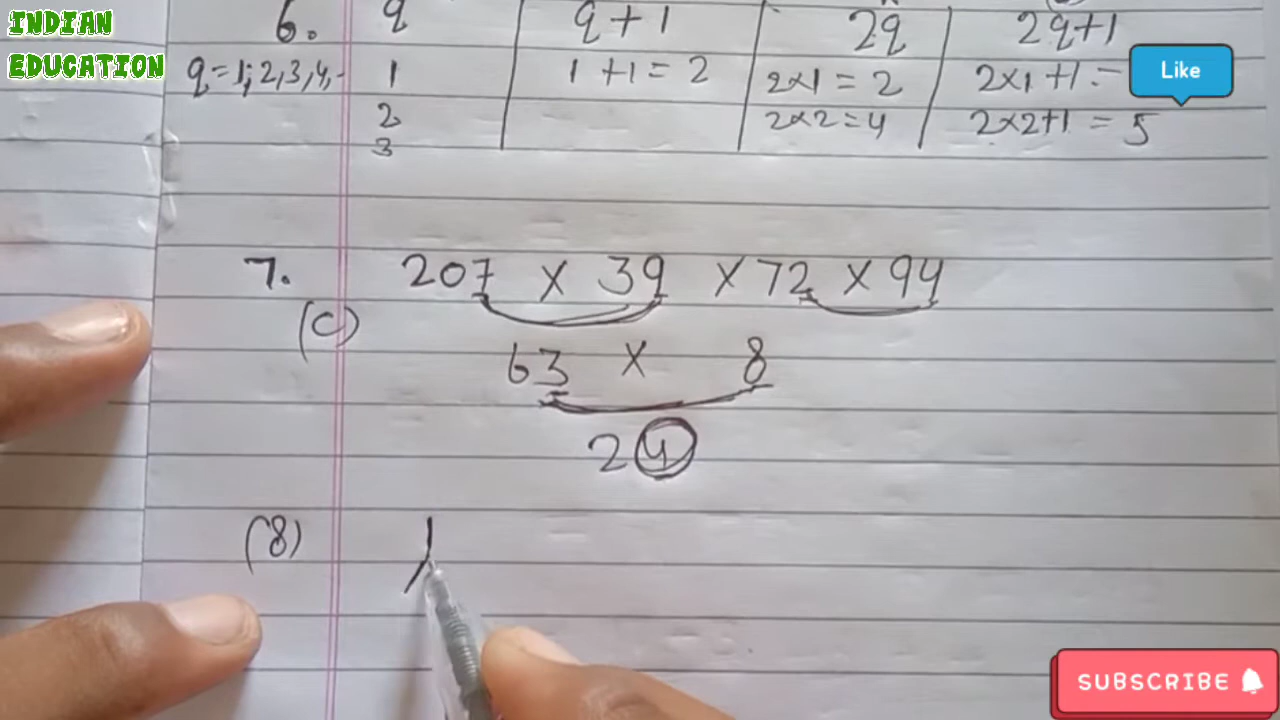 INDIAN
EDUCATION
6. q q+1 2q 2q+1
q=1,2,3,4,- 1 1+1=2 2×1=2 2×1+1=
2 2×2=4 2×2+1=5
3
Like
7. 207 × 39 × 72 × 94
(C)
63 × 8
24
(8) 1
SUBSCRIBE